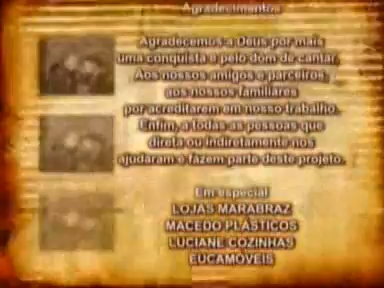 Agradecimentos
Agradecemos a Deus por mais
uma conquista e pelo dom de cantar,
Aos nossos amigos e parceiros,
aos nossos familiares
por acreditarem em nosso trabalho.
Enfim, a todas as pessoas que
direta ou indiretamente nos
ajudaram e fazem parte deste projeto.
Em especial
LOJAS MARABRAZ
MACEDO PLÁSTICOS
LUCIANE COZINHAS
EUCAMOVEIS